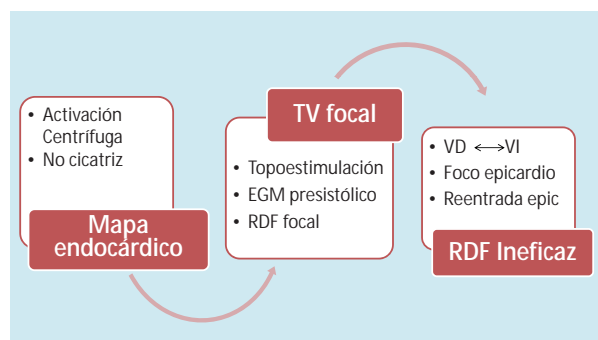 • Activación
Centrífuga
• No cicatriz
Mapa
endocárdico
TV focal
• Topoestimulación
• EGM presistólico
• RDF focal
• VD ⟷VI
• Foco epicardio
• Reentrada epic
RDF Ineficaz